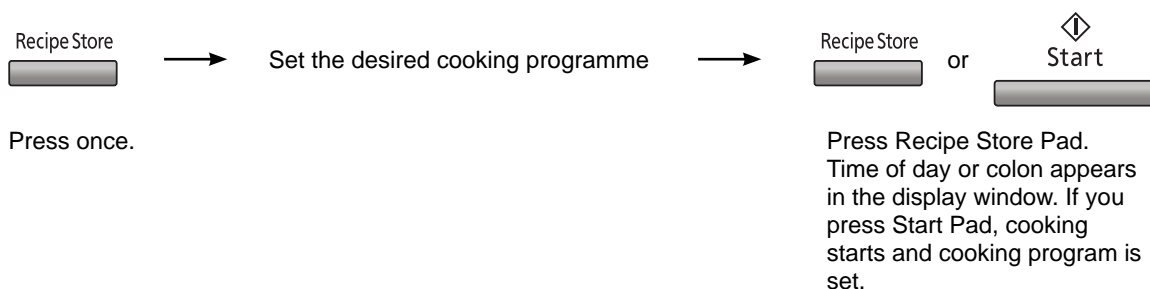 Recipe Store
Set the desired cooking programme
Recipe Store
or
Start
Press once.
Press Recipe Store Pad.
Time of day or colon appears
in the display window. If you
press Start Pad, cooking
starts and cooking program is
set.